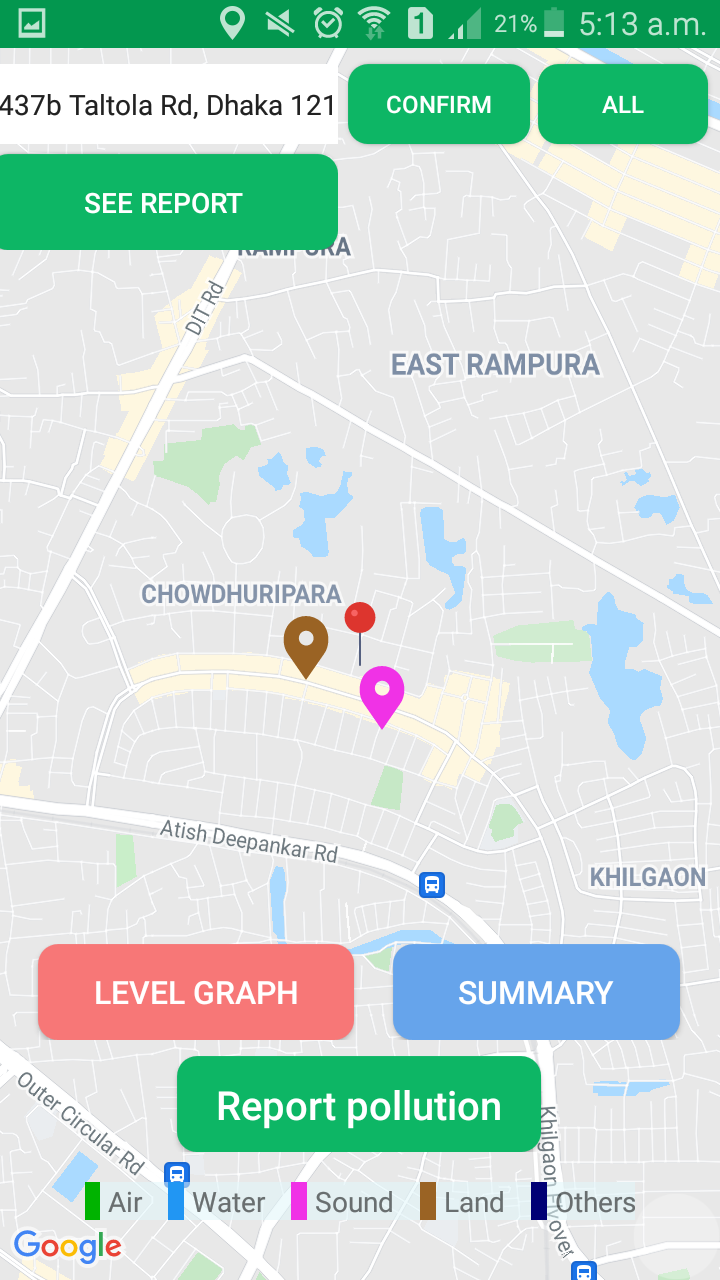 1 21% 5:13 a.m.
437b Taltola Rd, Dhaka 121
CONFIRM
ALL
SEE REPORT
RAMPURA
DIT Rd
EAST RAMPURA
CHOWDHURIPARA
Atish Deepankar Rd
KHILGAON
LEVEL GRAPH
SUMMARY
Report pollution
Outer Circular Rd
Khilgaon Flyover
Air
Water
Sound
Land
Others
Google